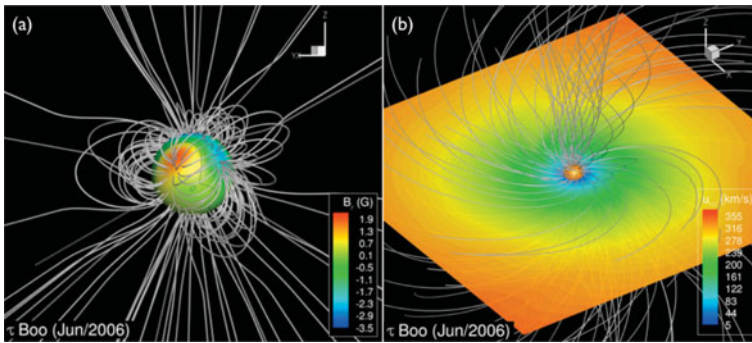 (a)
Z
B_r (G)
1.9
1.3
0.7
0.1
-0.5
-1.1
-1.7
-2.3
-2.9
-3.5
τ Boo (Jun/2006)
(b)
Z
Y
X
(km/s)
355
316
278
239
200
161
122
83
44
5
τ Boo (Jun/2006)